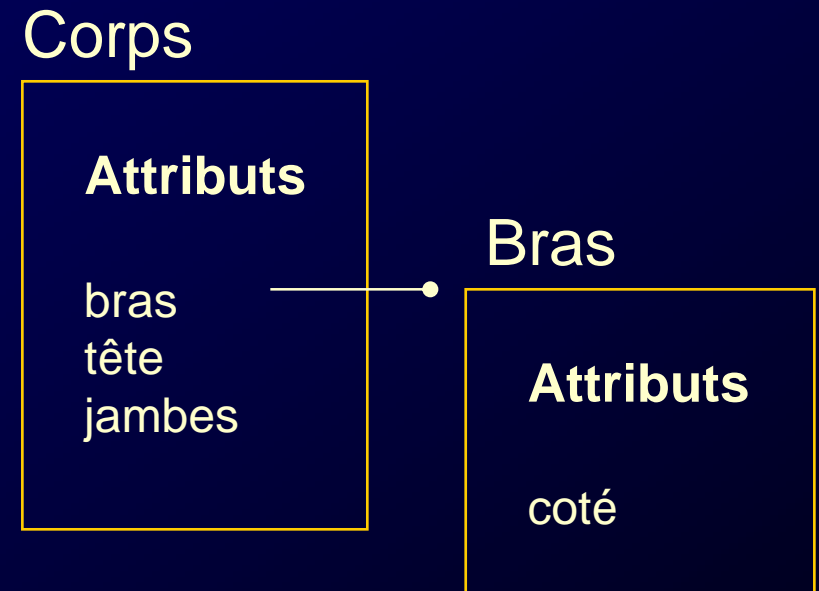 Corps
Attributs
bras
tête
jambes
Bras
Attributs
coté